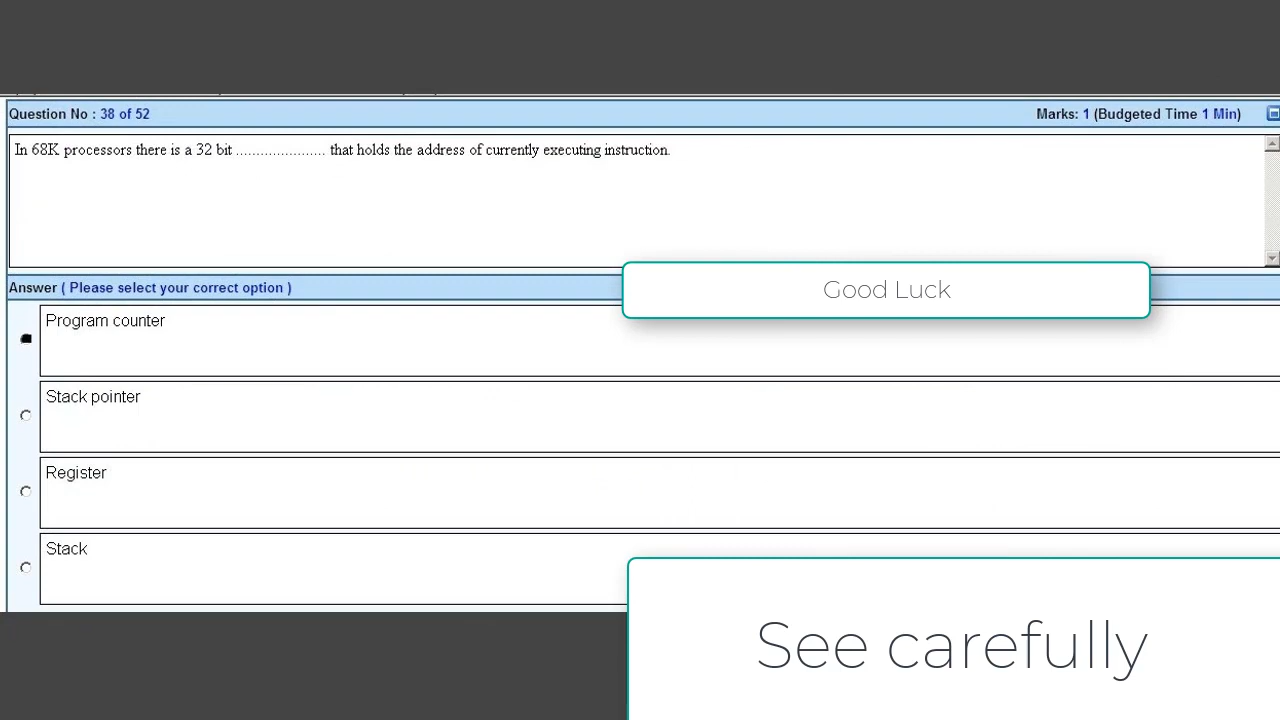 Question No : 38 of 52
Marks: 1 (Budgeted Time 1 Min)
In 68K processors there is a 32 bit ...................... that holds the address of currently executing instruction.
Answer ( Please select your correct option )
Good Luck
Program counter
Stack pointer
Register
Stack
See carefully